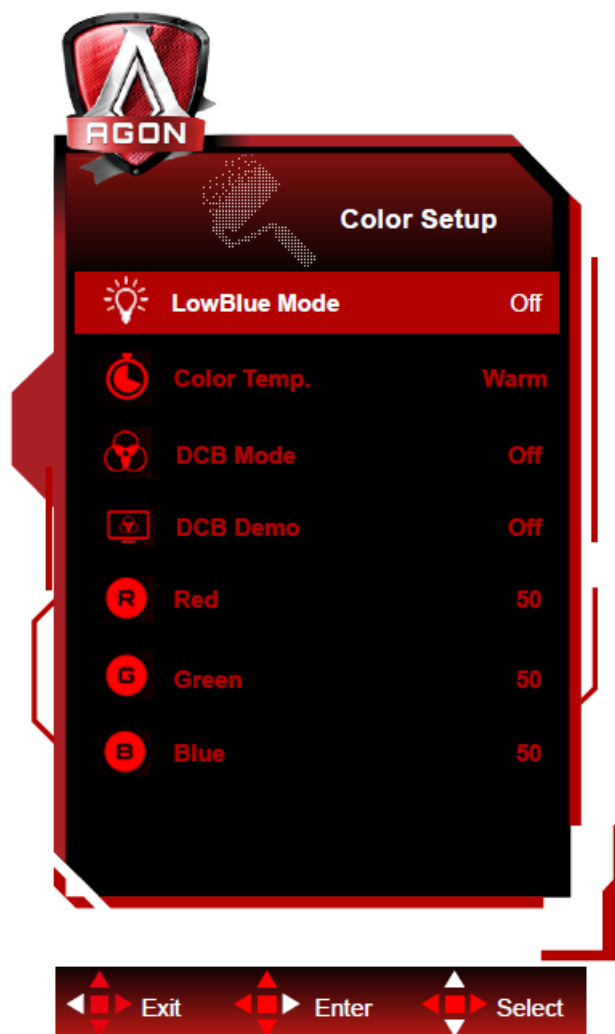 AGON
Color Setup
LowBlue Mode Off
Color Temp. Warm
DCB Mode Off
DCB Demo Off
R Red 50
G Green 50
B Blue 50
Exit Enter Select